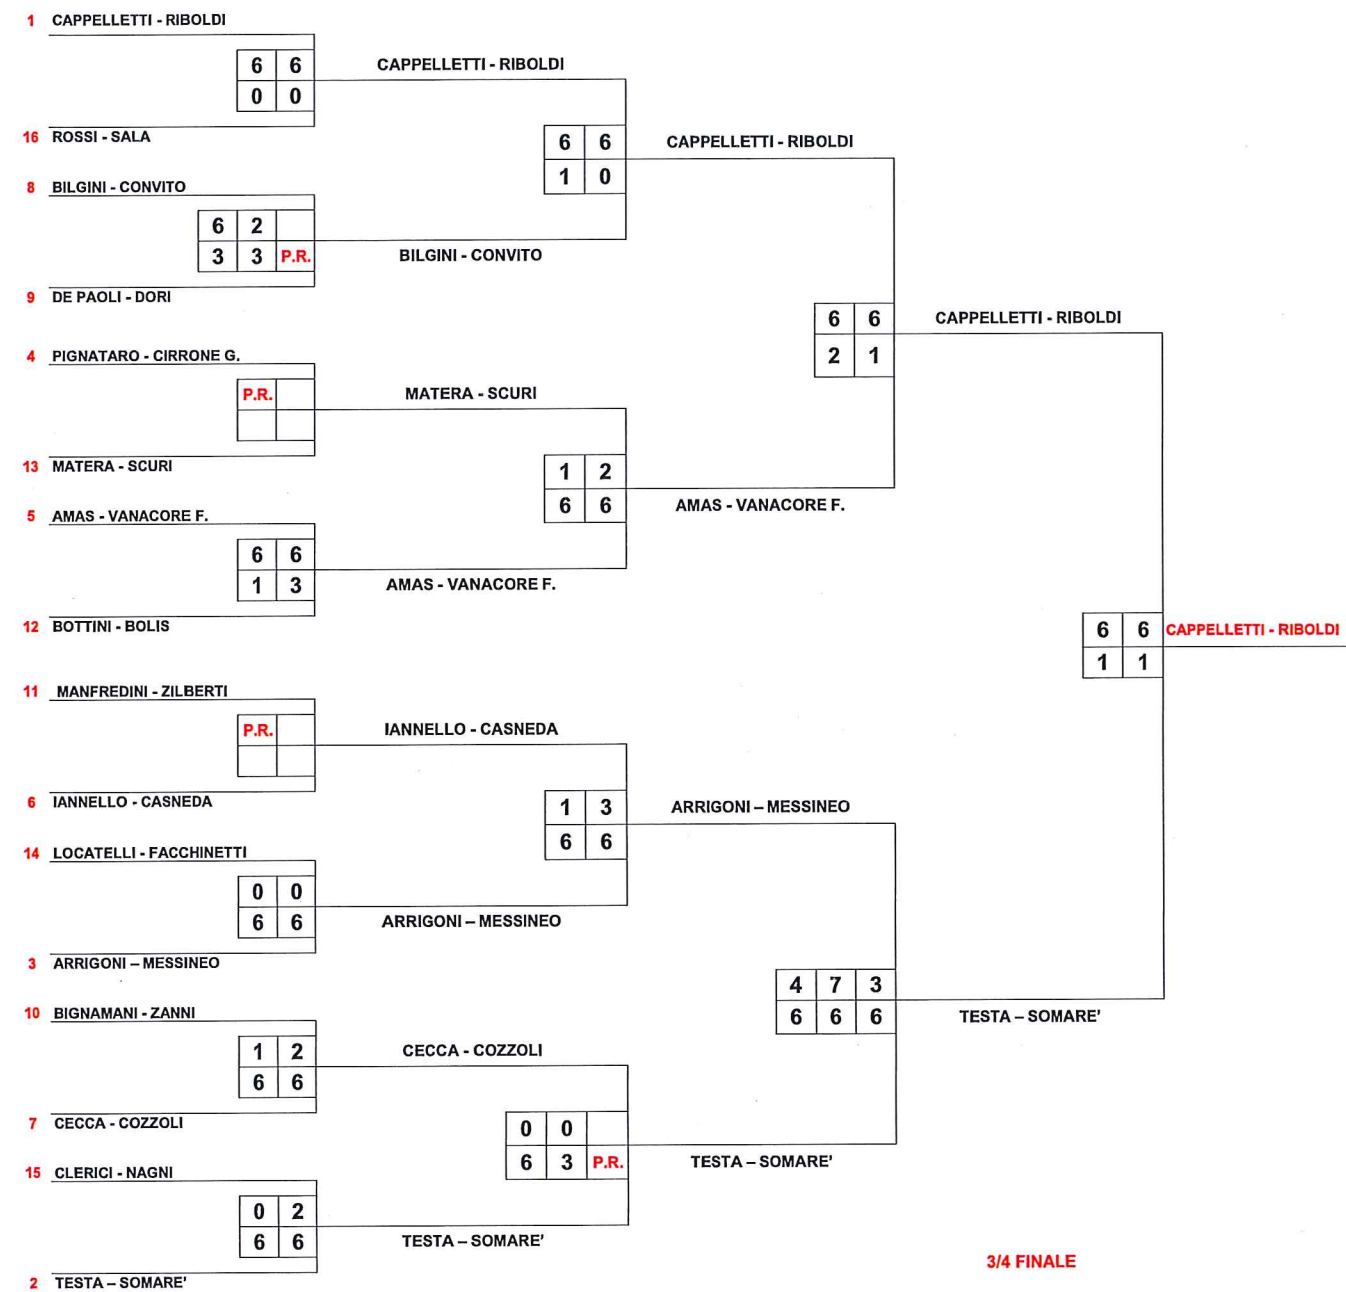 1 CAPPELLETTI - RIBOLDI
6 6 CAPPELLETTI - RIBOLDI
0 0
16 ROSSI - SALA
6 6 CAPPELLETTI - RIBOLDI
1 0
8 BILGINI - CONVITO
6 2
3 3 P.R. BILGINI - CONVITO
9 DE PAOLI - DORI
6 6 CAPPELLETTI - RIBOLDI
2 1
4 PIGNATARO - CIRRONE G.
P.R. MATERA - SCURI
13 MATERA - SCURI
1 2
6 6 AMAS - VANACORE F.
5 AMAS - VANACORE F.
6 6
1 3 AMAS - VANACORE F.
12 BOTTINI - BOLIS
6 6 CAPPELLETTI - RIBOLDI
1 1
11 MANFREDINI - ZILBERTI
P.R. IANNELLO - CASNEDA
6 IANNELLO - CASNEDA
1 3 ARRIGONI – MESSINEO
6 6
14 LOCATELLI - FACCHINETTI
0 0
6 6 ARRIGONI – MESSINEO
3 ARRIGONI – MESSINEO
4 7 3
6 6 6 TESTA – SOMARE'
10 BIGNAMANI - ZANNI
1 2 CECCA - COZZOLI
6 6
7 CECCA - COZZOLI
0 0
6 3 P.R. TESTA – SOMARE'
15 CLERICI - NAGNI
0 2
6 6 TESTA – SOMARE'
3/4 FINALE
2 TESTA – SOMARE'